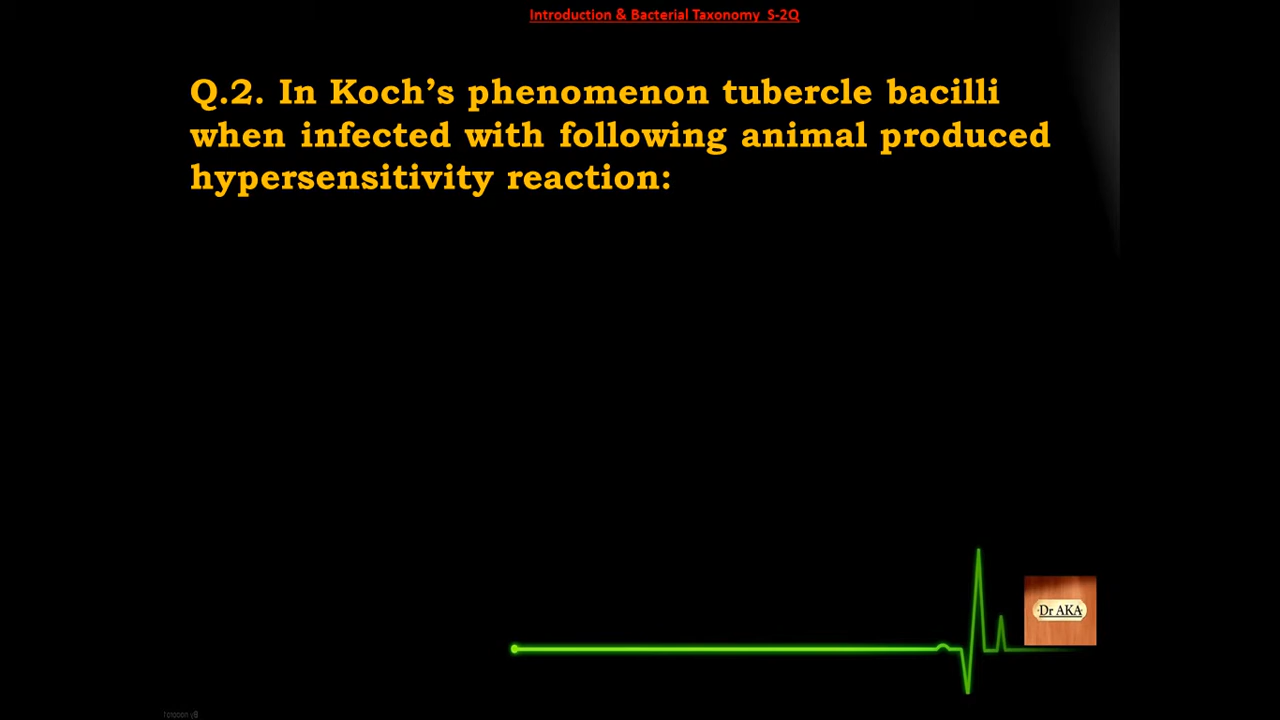 Introduction & Bacterial Taxonomy S-2Q
Q.2. In Koch's phenomenon tubercle bacilli
when infected with following animal produced
hypersensitivity reaction:
Dr AKA